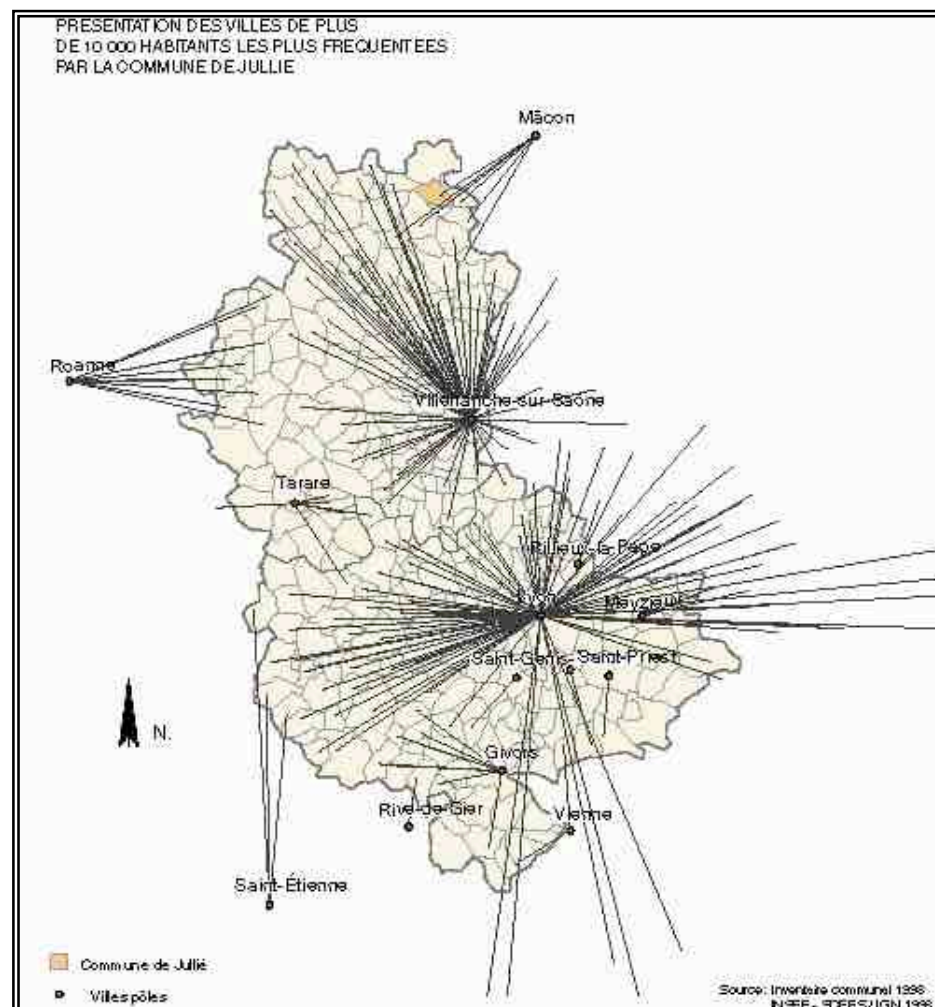 PRESENTATION DES VILLES DE PLUS
DE 10 000 HABITANTS LES PLUS FREQUENTEES
PAR LA COMMUNE DE JULLIE
Mâcon
Roanne
Villefranche-sur-Saône
Tarare
Rillieux-la-Pape
Lyon
Meyzieu
Saint-Genis
Saint-Priest
N.
Givors
Rive-de-Gier
Vienne
Saint-Étienne
Commune de Jullié
Villes pôles
Source: Inventaire communal 1998
INSEE - SCEES/IGN 1998